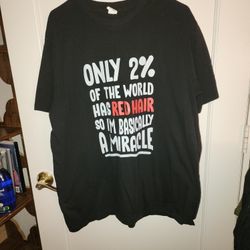 ONLY 2%
OF THE WORLD
HAS RED HAIR
SO I'M BASICALLY
A MIRACLE